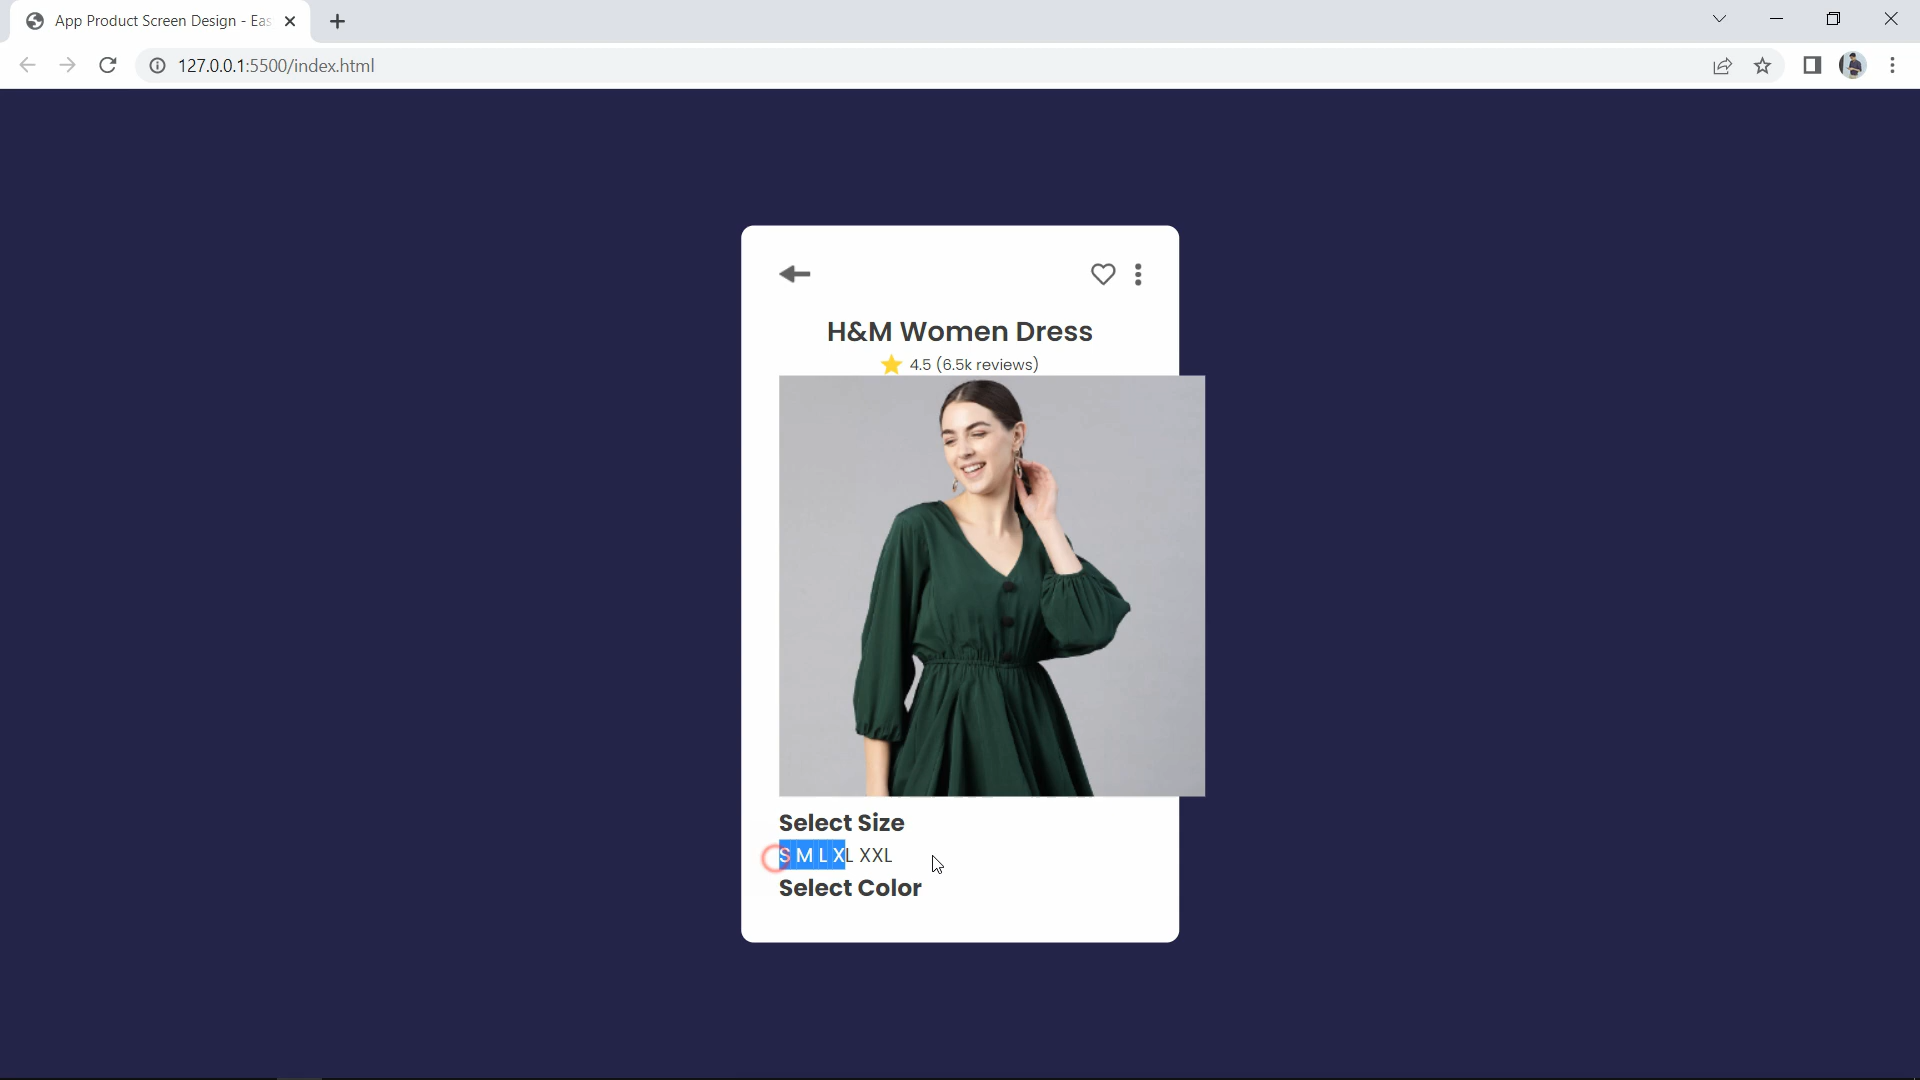 App Product Screen Design - Eas
127.0.0.1:5500/index.html
H&M Women Dress
4.5 (6.5k reviews)
Select Size
S M L XL XXL
Select Color